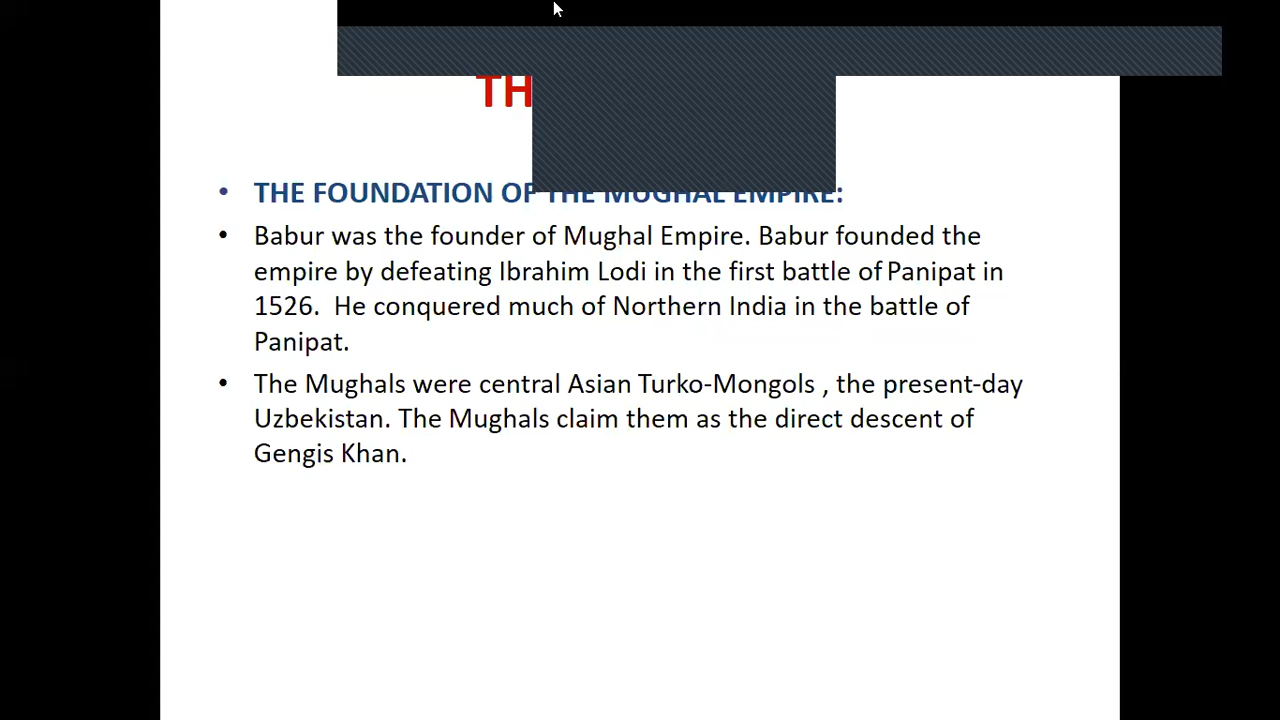 • THE FOUNDATION OF THE MUGHAL EMPIRE:
• Babur was the founder of Mughal Empire. Babur founded the
empire by defeating Ibrahim Lodi in the first battle of Panipat in
1526.  He conquered much of Northern India in the battle of
Panipat.
• The Mughals were central Asian Turko-Mongols , the present-day
Uzbekistan. The Mughals claim them as the direct descent of
Gengis Khan.